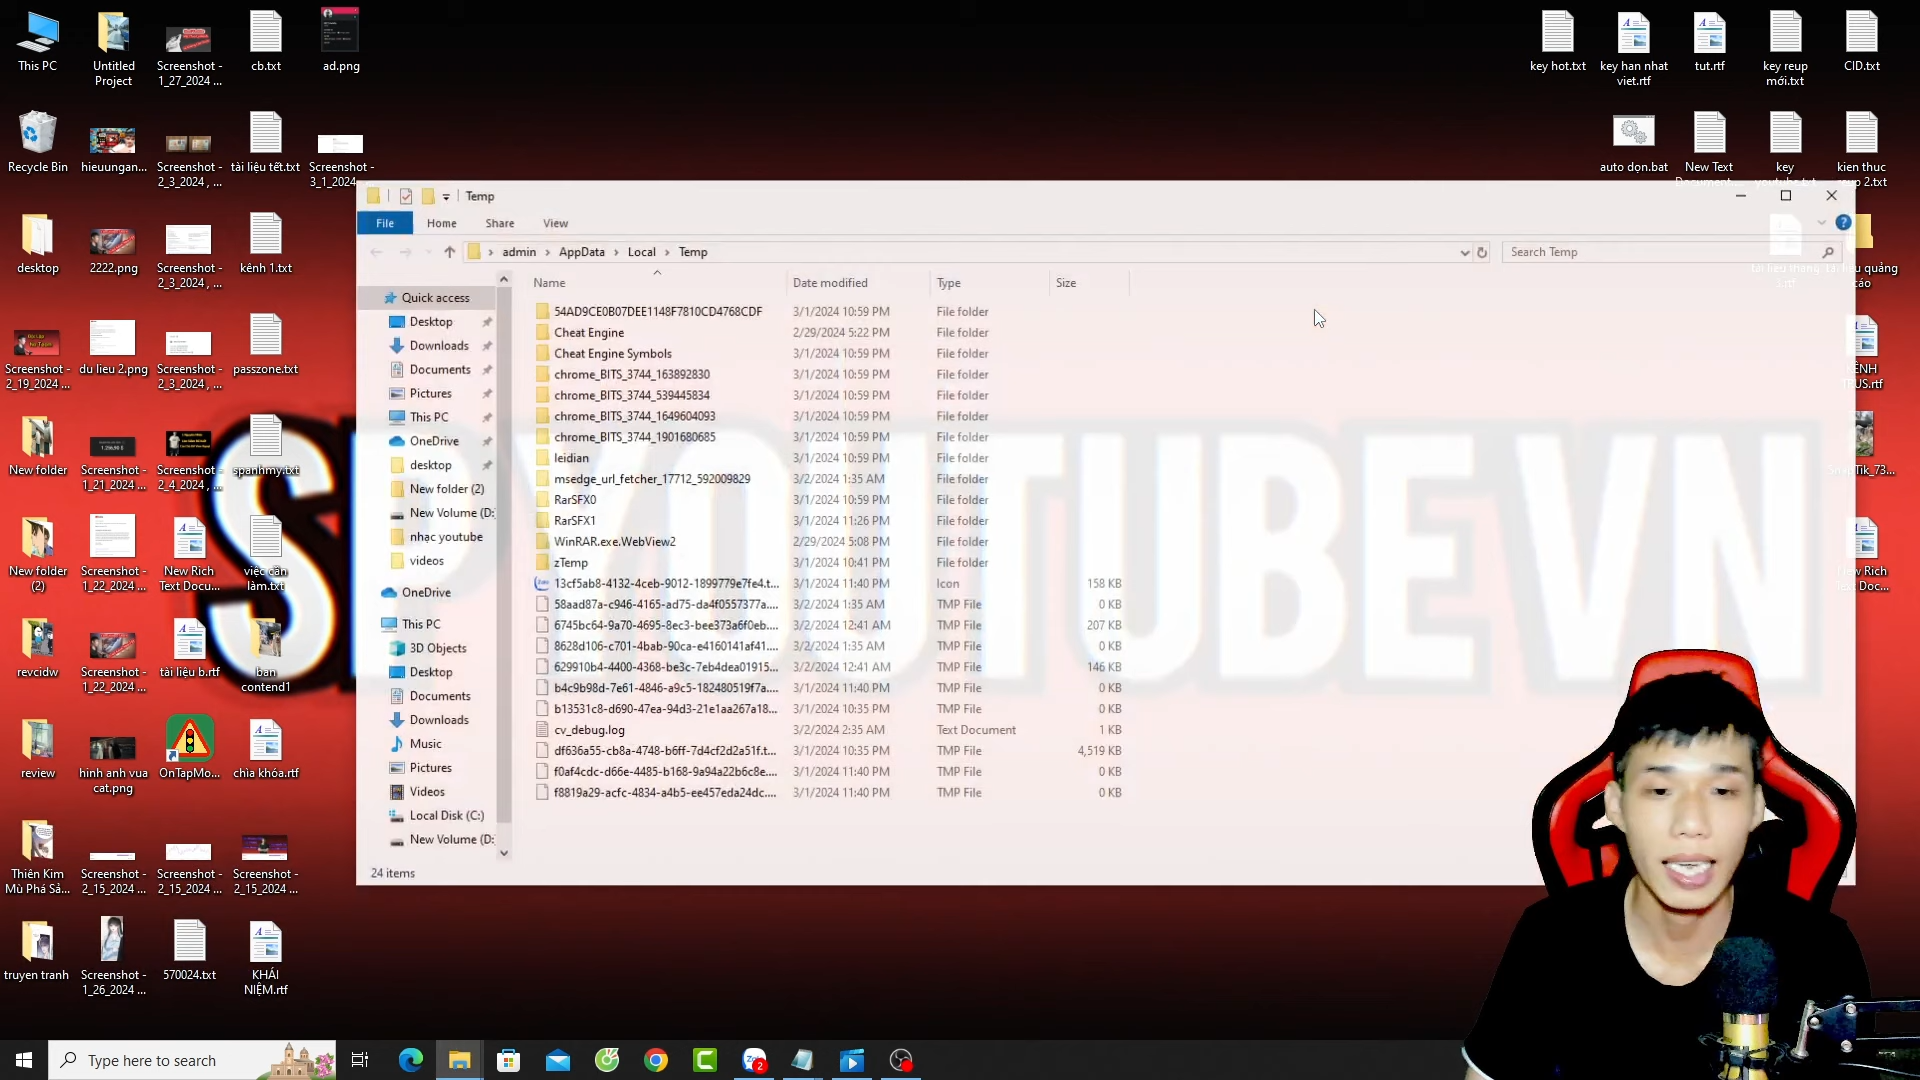 This PC
Untitled
Project
Screenshot -
1_27_2024 ...
cb.txt
ad.png
key hot.txt
key han nhat
viet.rtf
tut.rtf
key reup
mới.txt
CID.txt
Recycle Bin
hieuungan...
Screenshot -
2_3_2024 , ...
tài liệu tết.txt
Screenshot -
3_1_2024
auto dọn.bat
New Text
Document...
key
youtube.txt
kien thuc
reup 2.txt
desktop
2222.png
Screenshot -
2_3_2024 , ...
kênh 1.txt
Screenshot -
2_19_2024 ...
du lieu 2.png
Screenshot -
2_3_2024 , ...
passzone.txt
New folder
Screenshot -
1_21_2024 ...
Screenshot -
2_4_2024 , ...
spanhmy.txt
New folder
(2)
Screenshot -
1_22_2024 ...
New Rich
Text Docu...
việc cần
làm.txt
revcidw
Screenshot -
1_22_2024 ...
tài liệu b.rtf
ban
contend1
review
hinh anh vua
cat.png
OnTapMo...
chìa khóa.rtf
Thiên Kim
Mù Phá Sả...
Screenshot -
2_15_2024 ...
Screenshot -
2_15_2024 ...
Screenshot -
2_15_2024 ...
truyen tranh
Screenshot -
1_26_2024 ...
570024.txt
KHÁI
NIỆM.rtf
Temp
File Home Share View
admin › AppData › Local › Temp
Search Temp
Name Date modified Type Size
Quick access
Desktop
Downloads
Documents
Pictures
This PC
OneDrive
desktop
New folder (2)
New Volume (D:
nhạc youtube
videos
OneDrive
This PC
3D Objects
Desktop
Documents
Downloads
Music
Pictures
Videos
Local Disk (C:)
New Volume (D:
54AD9CE0B07DEE1148F7810CD4768CDF 3/1/2024 10:59 PM File folder
Cheat Engine 2/29/2024 5:22 PM File folder
Cheat Engine Symbols 3/1/2024 10:59 PM File folder
chrome_BITS_3744_163892830 3/1/2024 10:59 PM File folder
chrome_BITS_3744_539445834 3/1/2024 10:59 PM File folder
chrome_BITS_3744_1649604093 3/1/2024 10:59 PM File folder
chrome_BITS_3744_1901680685 3/1/2024 10:59 PM File folder
leidian 3/1/2024 10:59 PM File folder
msedge_url_fetcher_17712_592009829 3/2/2024 1:35 AM File folder
RarSFX0 3/1/2024 10:59 PM File folder
RarSFX1 3/1/2024 11:26 PM File folder
WinRAR.exe.WebView2 2/29/2024 5:08 PM File folder
zTemp 3/1/2024 10:41 PM File folder
13cf5ab8-4132-4ceb-9012-1899779e7fe4.t... 3/1/2024 11:40 PM Icon 158 KB
58aad87a-c946-4165-ad75-da4f0557377a.... 3/2/2024 1:35 AM TMP File 0 KB
6745bc64-9a70-4695-8ec3-bee373a6f0eb.... 3/2/2024 12:41 AM TMP File 207 KB
8628d106-c701-4bab-90ca-e4160141af41.... 3/2/2024 1:35 AM TMP File 0 KB
629910b4-4400-4368-be3c-7eb4dea01915... 3/2/2024 12:41 AM TMP File 146 KB
b4c9b98d-7e61-4846-a9c5-182480519f7a.... 3/1/2024 11:40 PM TMP File 0 KB
b13531c8-d690-47ea-94d3-21e1aa267a18... 3/1/2024 10:35 PM TMP File 0 KB
cv_debug.log 3/2/2024 2:35 AM Text Document 1 KB
df636a55-cb8a-4748-b6ff-7d4cf2d2a51f.t... 3/1/2024 10:35 PM TMP File 4,519 KB
f0af4cdc-d66e-4485-b168-9a94a22b6c8e.... 3/1/2024 11:40 PM TMP File 0 KB
f8819a29-acfc-4834-a4b5-ee457eda24dc.... 3/1/2024 11:40 PM TMP File 0 KB
24 items
SPYOUTUBEVN
New Rich
Text Doc...
Type here to search